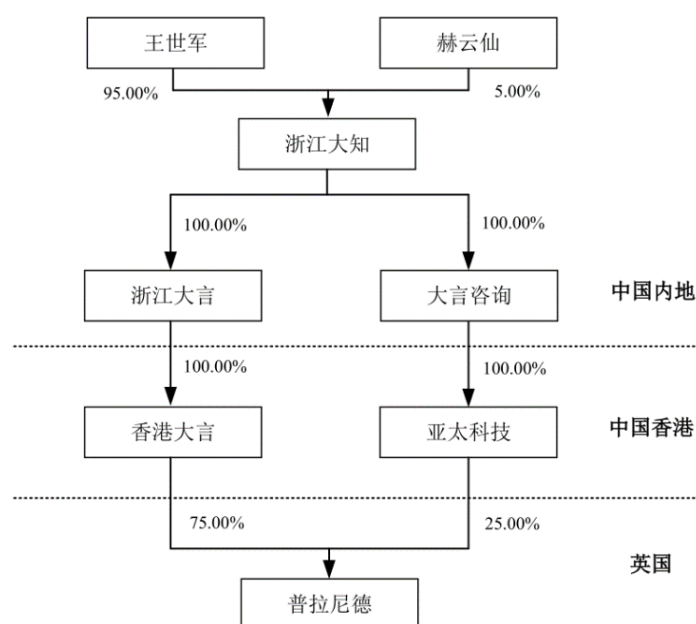 王世军
赫云仙
95.00%
5.00%
浙江大知
100.00%
100.00%
浙江大言
大言咨询
中国内地
100.00%
100.00%
香港大言
亚太科技
中国香港
75.00%
25.00%
英国
普拉尼德